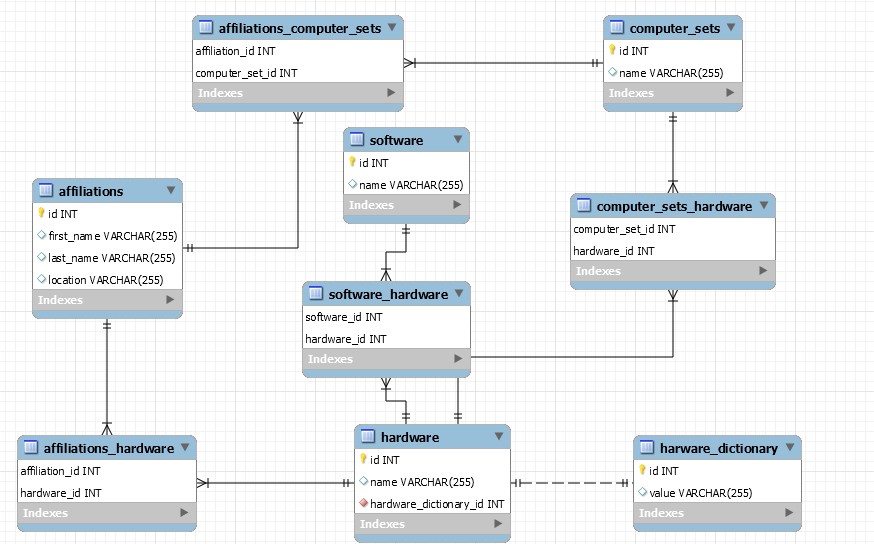 affiliations_computer_sets
affiliation_id INT
computer_set_id INT
Indexes
computer_sets
id INT
name VARCHAR(255)
Indexes
software
id INT
name VARCHAR(255)
Indexes
affiliations
id INT
first_name VARCHAR(255)
last_name VARCHAR(255)
location VARCHAR(255)
Indexes
computer_sets_hardware
computer_set_id INT
hardware_id INT
Indexes
software_hardware
software_id INT
hardware_id INT
Indexes
affiliations_hardware
affiliation_id INT
hardware_id INT
Indexes
hardware
id INT
name VARCHAR(255)
hardware_dictionary_id INT
Indexes
harware_dictionary
id INT
value VARCHAR(255)
Indexes